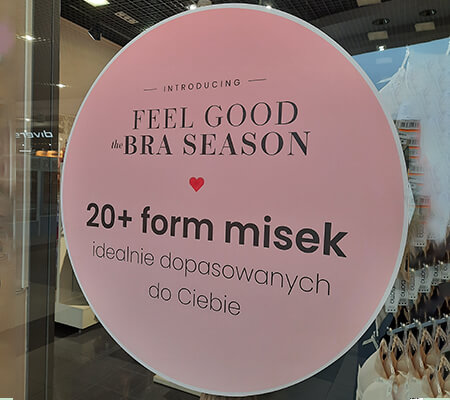 INTRODUCING
FEEL GOOD
the BRA SEASON
20+ form misek
idealnie dopasowanych
do Ciebie